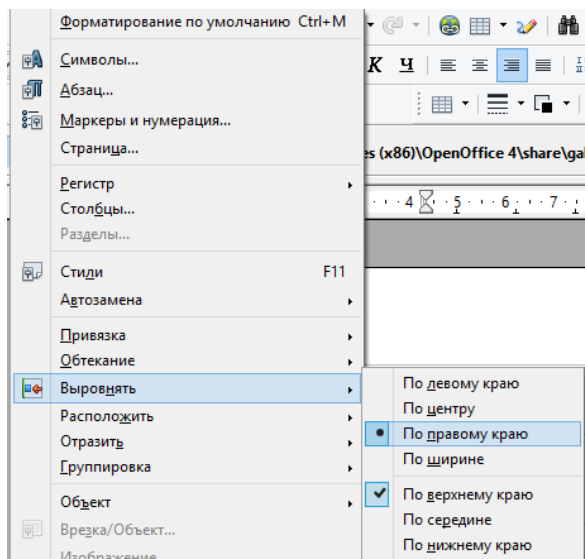 Форматирование по умолчанию Ctrl+M
Символы...
К Ч
Абзац...
Маркеры и нумерация...
Страница...
es (x86)\OpenOffice 4\share\gal
Регистр
4 5 6 7
Столбцы...
Разделы...
Стили F11
Автозамена
Привязка
Обтекание
Выровнять
По левому краю
Расположить
По центру
Отразить
По правому краю
Группировка
По ширине
Объект
По верхнему краю
Врезка/Объект...
По середине
Изображение
По нижнему краю